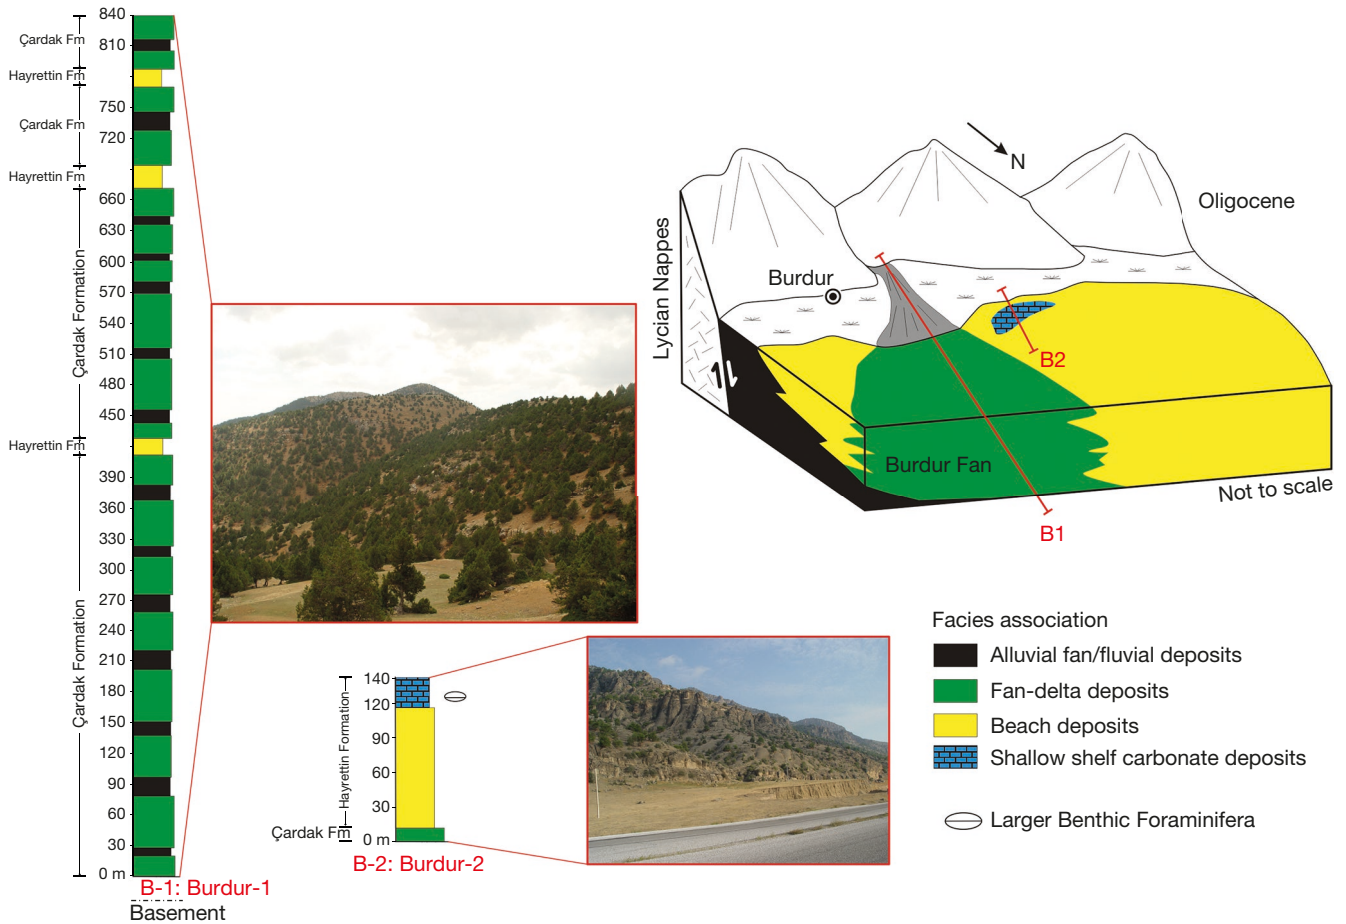 840
Çardak Fm
810
Hayrettin Fm
750
Çardak Fm
720
Hayrettin Fm
660
630
600
570
540
510
480
450
Çardak Formation
Hayrettin Fm
390
360
330
300
270
240
210
180
150
120
90
60
30
0 m
Çardak Formation
B-1: Burdur-1
Basement
140
120
90
60
30
0 m
Hayrettin Formation
Çardak Fm
B-2: Burdur-2
N
Oligocene
Lycian Nappes
Burdur
B2
Burdur Fan
B1
Not to scale
Facies association
Alluvial fan/fluvial deposits
Fan-delta deposits
Beach deposits
Shallow shelf carbonate deposits
Larger Benthic Foraminifera